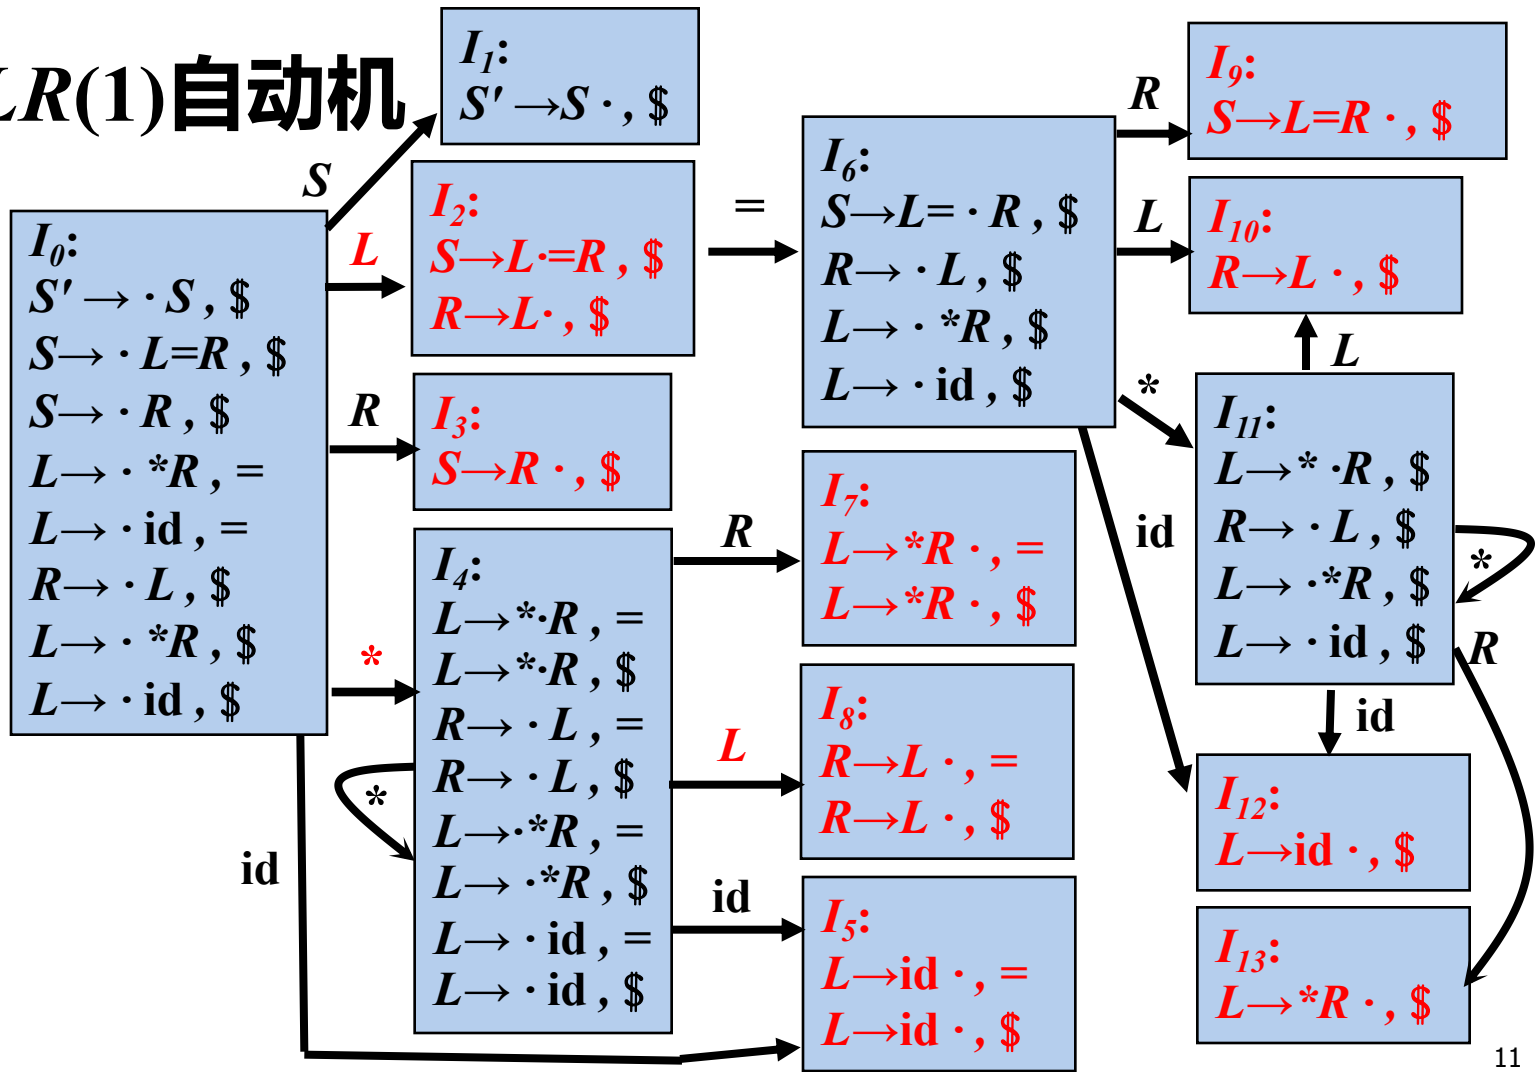 LR(1)自动机
I0:
S' → · S , $
S→ · L=R , $
S→ · R , $
L→ · *R , =
L→ · id , =
R→ · L , $
L→ · *R , $
L→ · id , $
S
L
R
*
id
I1:
S' →S · , $
I2:
S→L·=R , $
R→L· , $
=
I3:
S→R · , $
I4:
L→*·R , =
L→*·R , $
R→ · L , =
R→ · L , $
L→·*R , =
L→ ·*R , $
L→ · id , =
L→ · id , $
*
R
L
id
I6:
S→L= · R , $
R→ · L , $
L→ · *R , $
L→ · id , $
R
L
*
id
I7:
L→*R · , =
L→*R · , $
I8:
R→L · , =
R→L · , $
I5:
L→id · , =
L→id · , $
I9:
S→L=R · , $
I10:
R→L · , $
L
I11:
L→* ·R , $
R→ · L , $
L→ ·*R , $
L→ · id , $
*
R
id
I12:
L→id · , $
I13:
L→*R · , $
11